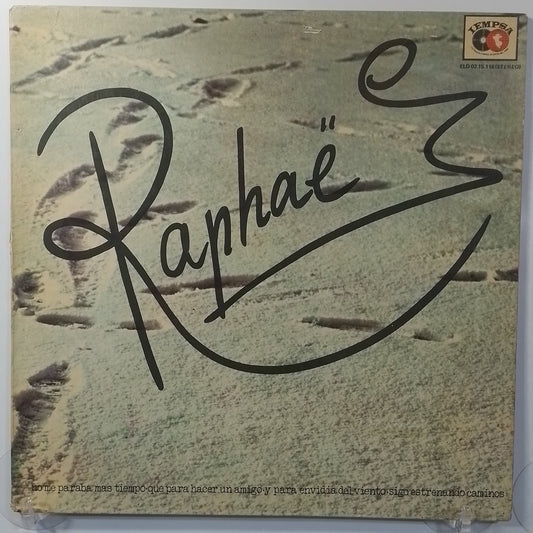 IEMPSA
ELD 02.15.116 (STEREO)
Raphaël
no me paraba mas tiempo que para hacer un amigo y para envidia del viento sigo estrenando caminos